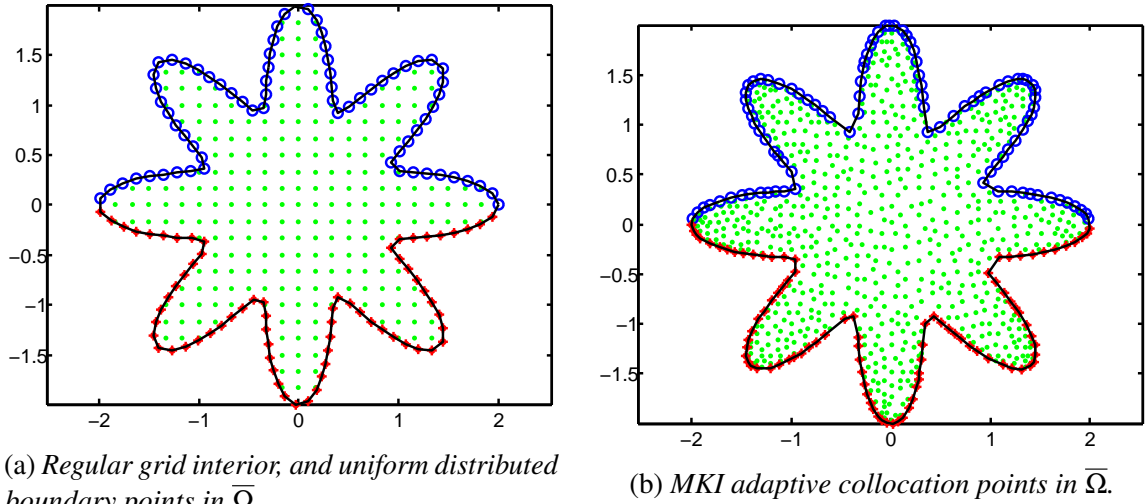 1.5
1
0.5
0
−0.5
−1
−1.5
−2 −1 0 1 2
(a) Regular grid interior, and uniform distributed
boundary points in Ω̅
1.5
1
0.5
0
−0.5
−1
−1.5
−2 −1 0 1 2
(b) MKI adaptive collocation points in Ω̅.